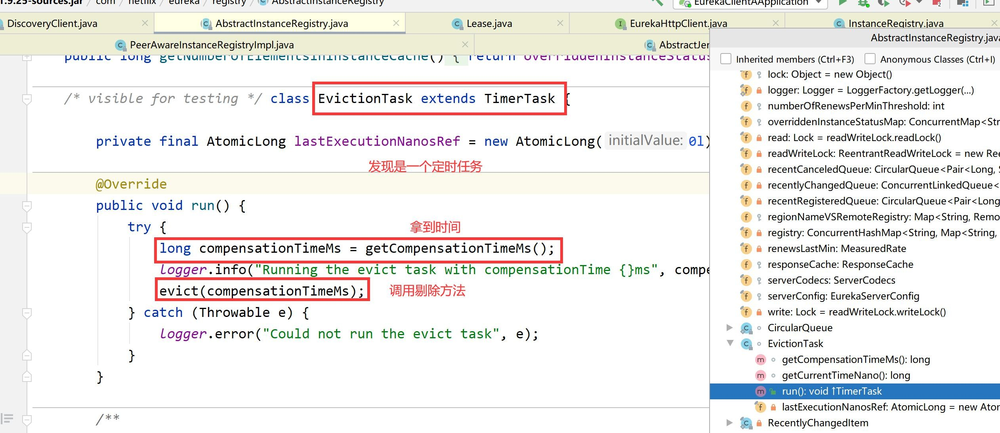 1.9.25-sources.jar / com / netflix / eureka / registry / AbstractInstanceRegistry
EurekaClientAApplication
2
DiscoveryClient.java
AbstractInstanceRegistry.java
Lease.java
EurekaHttpClient.java
InstanceRegistry.java
PeerAwareInstanceRegistryImpl.java
AbstractJer
public long getNumberofElementsininstanceCache() { return overriddenInstanceStatus
/* visible for testing */ class EvictionTask extends TimerTask {
private final AtomicLong lastExecutionNanosRef = new AtomicLong( initialValue: 0l)
发现是一个定时任务
@Override
public void run() {
try {
拿到时间
long compensationTimeMs = getCompensationTimeMs();
logger.info("Running the evict task with compensationTime {}ms", compe
evict(compensationTimeMs);
调用剔除方法
} catch (Throwable e) {
logger.error("Could not run the evict task", e);
}
}
/**
AbstractInstanceRegistry.java
Inherited members (Ctrl+F3)
Anonymous Classes (Ctrl+I)
lock: Object = new Object()
logger: Logger = LoggerFactory.getLogger(...)
numberOfRenewsPerMinThreshold: int
overriddenInstanceStatusMap: ConcurrentMap<Str
read: Lock = readWriteLock.readLock()
readWriteLock: ReentrantReadWriteLock = new Ree
recentCanceledQueue: CircularQueue<Pair<Long, S
recentlyChangedQueue: ConcurrentLinkedQueue<
recentRegisteredQueue: CircularQueue<Pair<Long
regionNameVSRemoteRegistry: Map<String, Remo
registry: ConcurrentHashMap<String, Map<String,
renewsLastMin: MeasuredRate
responseCache: ResponseCache
serverCodecs: ServerCodecs
serverConfig: EurekaServerConfig
write: Lock = readWriteLock.writeLock()
CircularQueue
EvictionTask
getCompensationTimeMs(): long
getCurrentTimeNano(): long
run(): void ↑TimerTask
lastExecutionNanosRef: AtomicLong = new Ator
RecentlyChangedItem